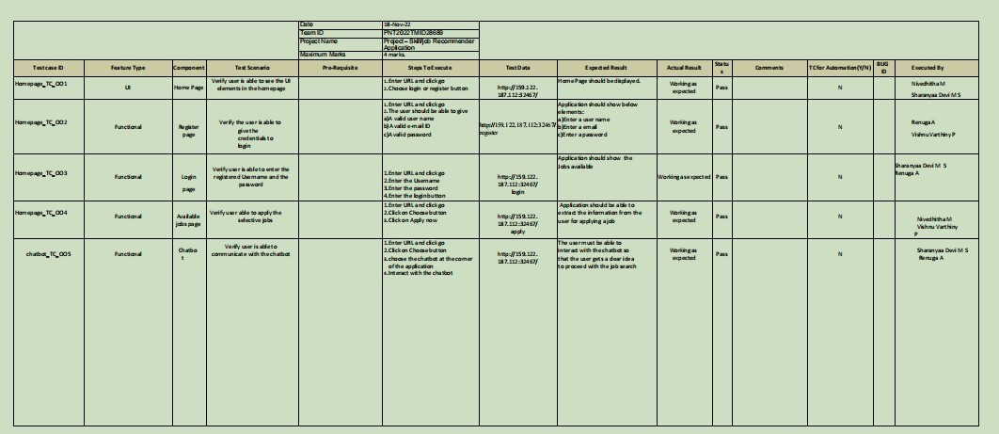 Date 18-Nov-22
Team ID PNT2022TMID28689
Project Name Project – Skill/job Recommender
Application
Maximum Marks 4 marks
Test case ID Feature Type Component Test Scenario Pre-Requisite Steps To Execute Test Data Expected Result Actual Result Statu
s Comments TC for Automation(Y/N) BUG
ID Executed By
Homepage_TC_OO1 UI Home Page Verify user is able to see the UI
elements in the homepage
1.Enter URL and click go
2.Choose login or register button
http://159.122.
187.112:32467/
Home Page should be displayed.
Working as
expected
Pass N
Nivedhitha M
Sharanyaa Devi M S
Homepage_TC_OO2 Functional Register
page
Verify the user is able to
give the
credentials to
login
1.Enter URL and click go
2.The user should be able to give
a)A valid user name
b)A valid e-mail ID
c)A valid password
http://159.122.187.112:32467/
register
Application should show below
elements:
a)Enter a user name
b)Enter a email
c)Enter a password
Working as
expected
Pass N
Renuga A
Vishnu Varthiny P
Homepage_TC_OO3 Functional Login
page
Verify user is able to enter the
registered Username and the
password
1.Enter URL and click go
2.Enter the Username
3.Enter the password
4.Enter the login button
http://159.122.
187.112:32467/
login
Application should show the
Jobs available
Working as expected Pass N
Sharanyaa Devi M S
Renuga A
Homepage_TC_OO4 Functional Available
jobs page
Verify user able to apply the
selective jobs
1.Enter URL and click go
2.Click on Choose button
3.Click on Apply now
http://159.122.
187.112:32467/
apply
Application should be able to
extract the information from the
user for applying a job
Working as
expected
Pass N
Nivedhitha M
Vishnu Varthiny
P
chatbot_TC_OO5 Functional Chatbo
t
Verify user is able to
communicate with the chatbot
1.Enter URL and click go
2.Click on Choose button
3.choose the chatbot at the corner
of the application
4.Interact with the chatbot
http://159.122.
187.112:32467/
The user must be able to
interact with the chatbot so
that the user gets a clear idea
to proceed with the job search
Working as
expected
Pass N
Sharanyaa Devi M S
Renuga A